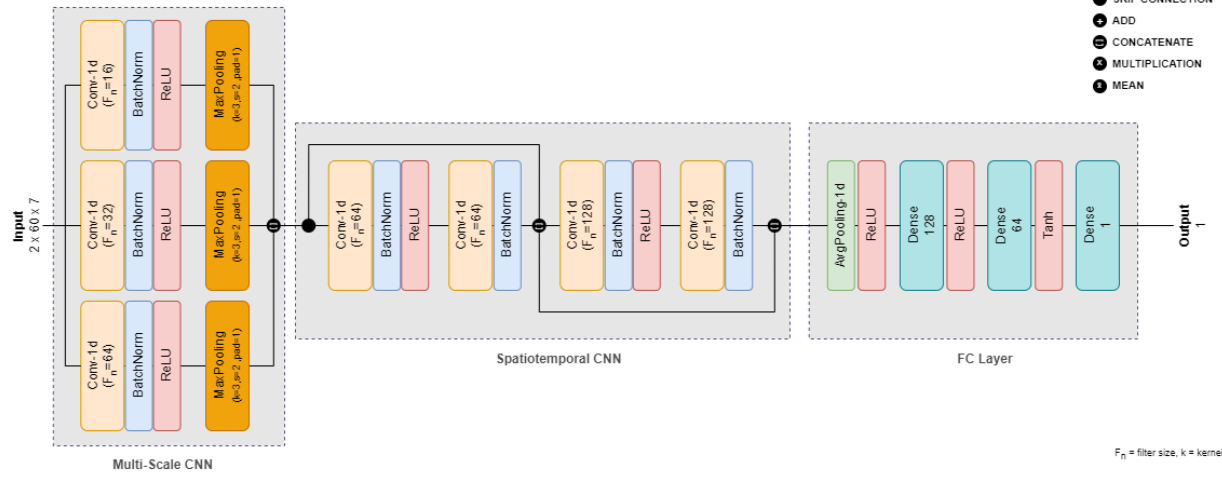 SKIP CONNECTION
ADD
CONCATENATE
MULTIPLICATION
MEAN
Input
2 x 60 x 7
Conv-1d
(Fn=16)
BatchNorm
ReLU
MaxPooling
(k=3,s=2 ,pad=1)
Conv-1d
(Fn=32)
BatchNorm
ReLU
MaxPooling
(k=3,s=2 ,pad=1)
Conv-1d
(Fn=64)
BatchNorm
ReLU
MaxPooling
(k=3,s=2 ,pad=1)
Multi-Scale CNN
Conv-1d
(Fn=64)
BatchNorm
ReLU
Conv-1d
(Fn=64)
BatchNorm
Conv-1d
(Fn=128)
BatchNorm
ReLU
Conv-1d
(Fn=128)
BatchNorm
Spatiotemporal CNN
AvgPooling-1d
ReLU
Dense
128
ReLU
Dense
64
Tanh
Dense
1
FC Layer
Output
1
Fn = filter size, k = kernel